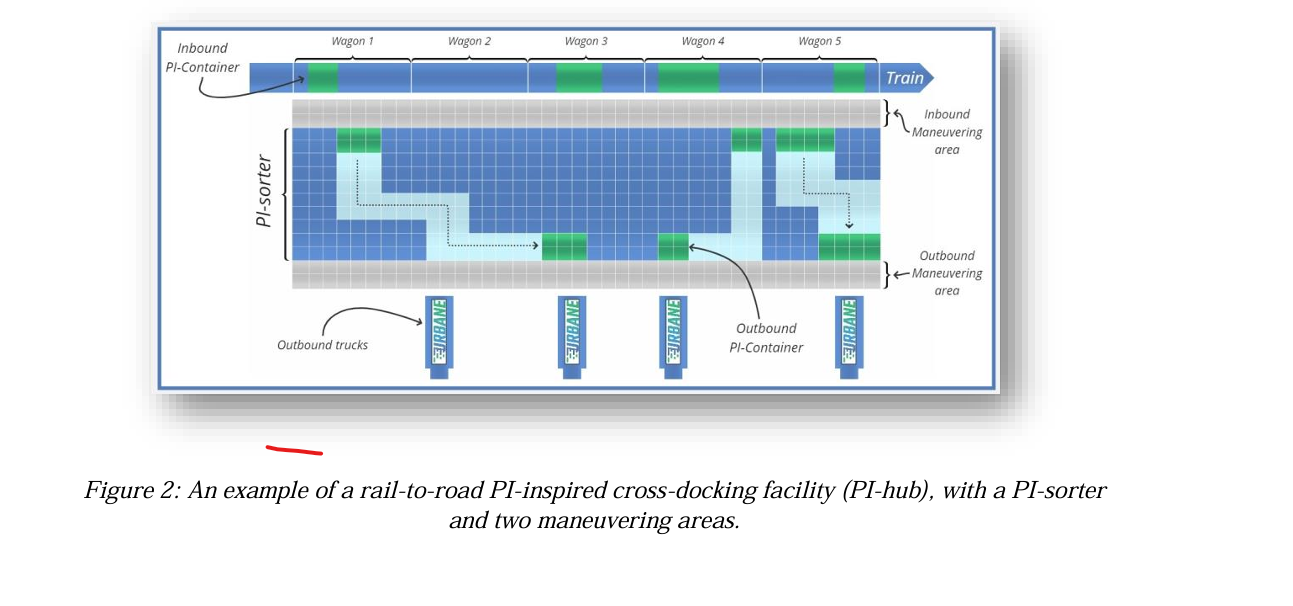 Inbound
PI-Container
Wagon 1
Wagon 2
Wagon 3
Wagon 4
Wagon 5
Train
Inbound
Maneuvering
area
PI-sorter
Outbound
Maneuvering
area
URBANE
URBANE
URBANE
URBANE
Outbound trucks
Outbound
PI-Container
Figure 2: An example of a rail-to-road PI-inspired cross-docking facility (PI-hub), with a PI-sorter
and two maneuvering areas.